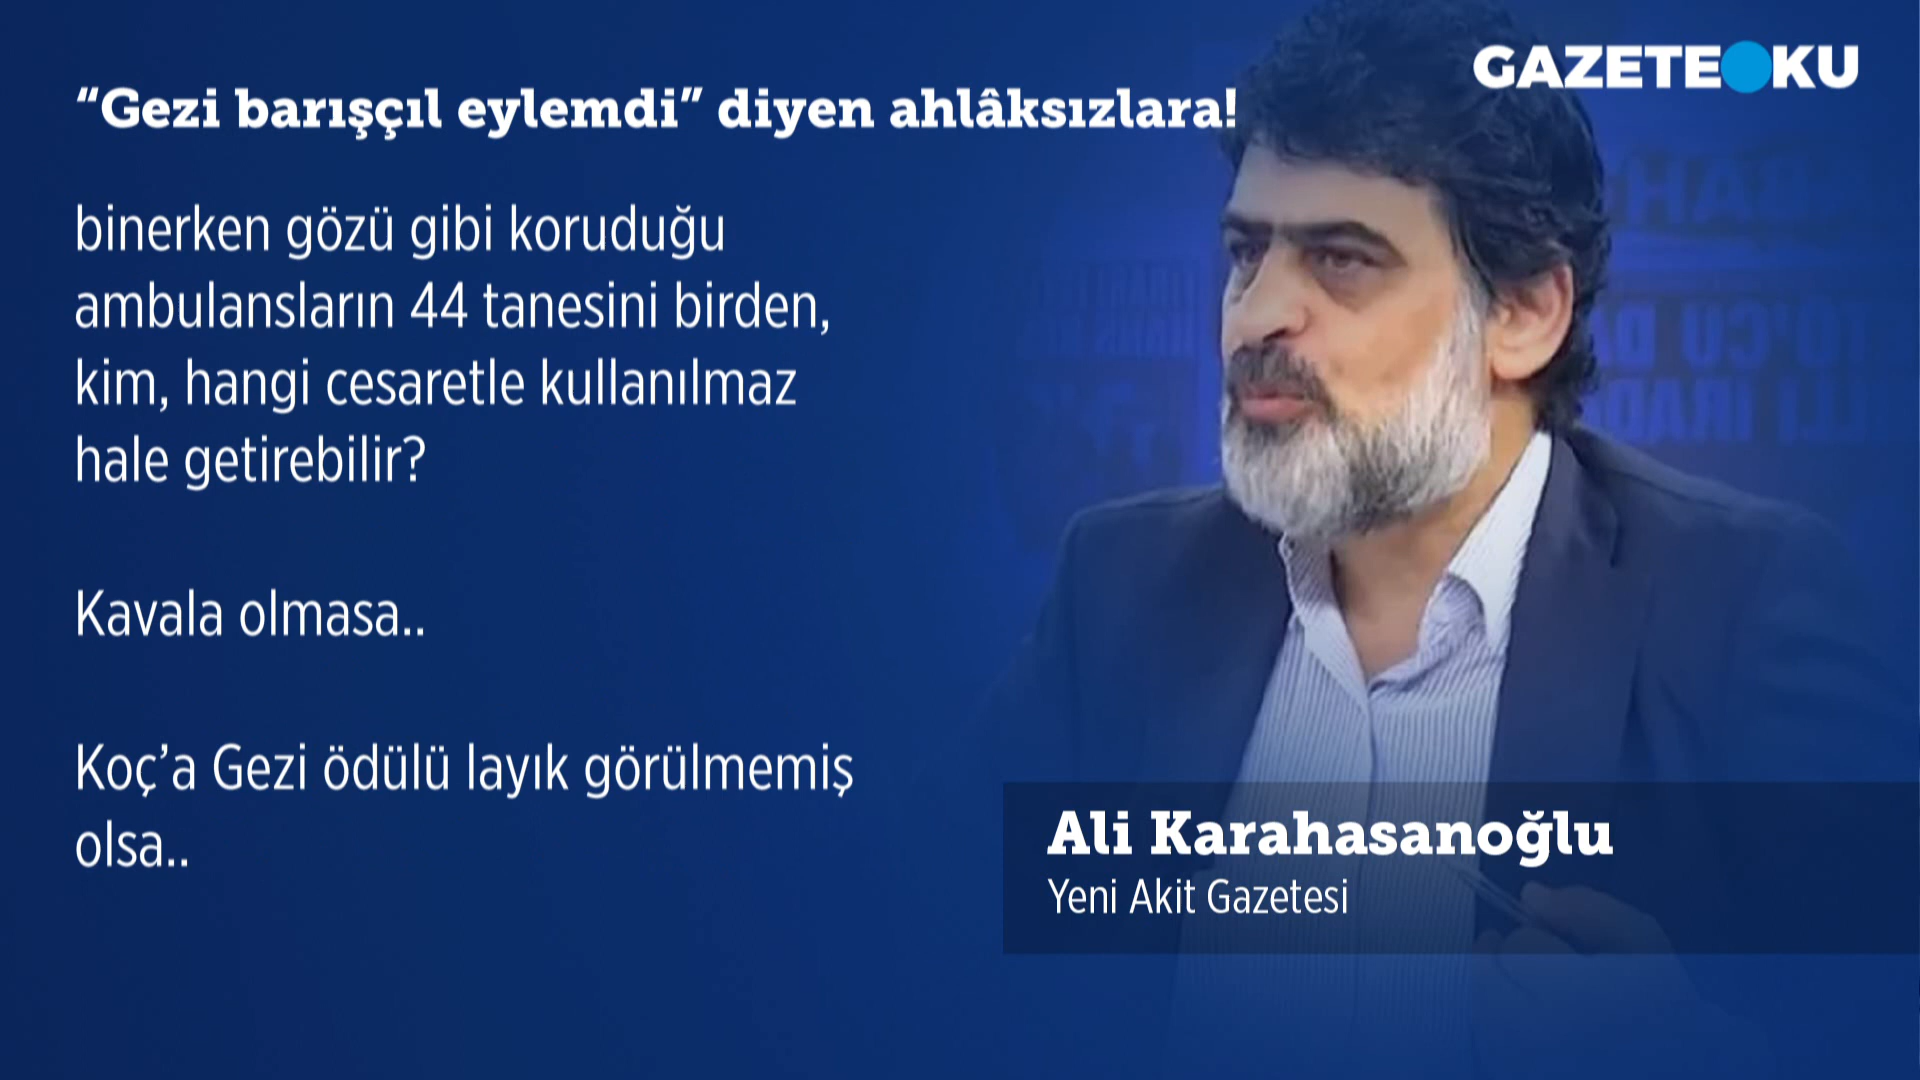 GAZETE KU
“Gezi barışçıl eylemdi” diyen ahlâksızlara!
binerken gözü gibi koruduğu
ambulansların 44 tanesini birden,
kim, hangi cesaretle kullanılmaz
hale getirebilir?
Kavala olmasa..
Koç’a Gezi ödülü layık görülmemiş
olsa..
Ali Karahasanoğlu
Yeni Akit Gazetesi